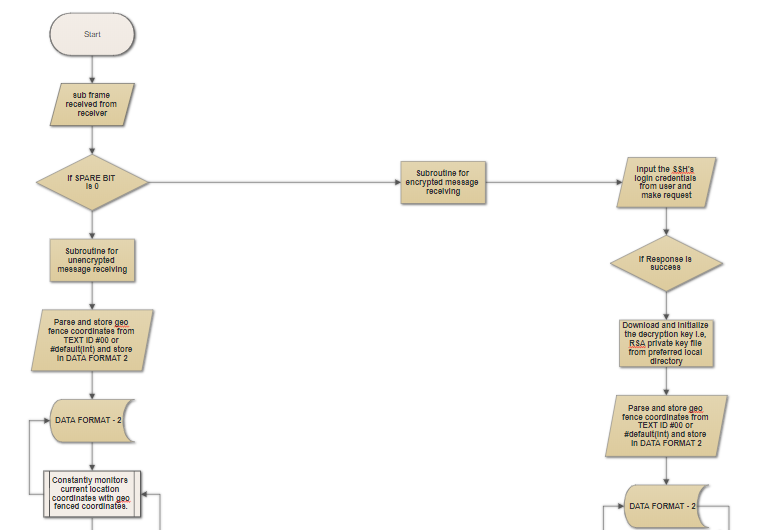 Start
sub frame
received from
receiver
If SPARE BIT
is 0
Subroutine for
encrypted message
receiving
Input the SSH's
login credentials
from user and
make request
Subroutine for
unencrypted
message receiving
If Response is
success
Parse and store geo
fence coordinates from
TEXT ID #00 or
#default(int) and store
in DATA FORMAT 2
Download and Initialize
the decryption key i.e,
RSA private key file
from preferred local
directory
DATA FORMAT - 2
Parse and store geo
fence coordinates from
TEXT ID #00 or
#default(int) and store
in DATA FORMAT 2
Constantly monitors
current location
coordinates with geo
fenced coordinates.
DATA FORMAT - 2